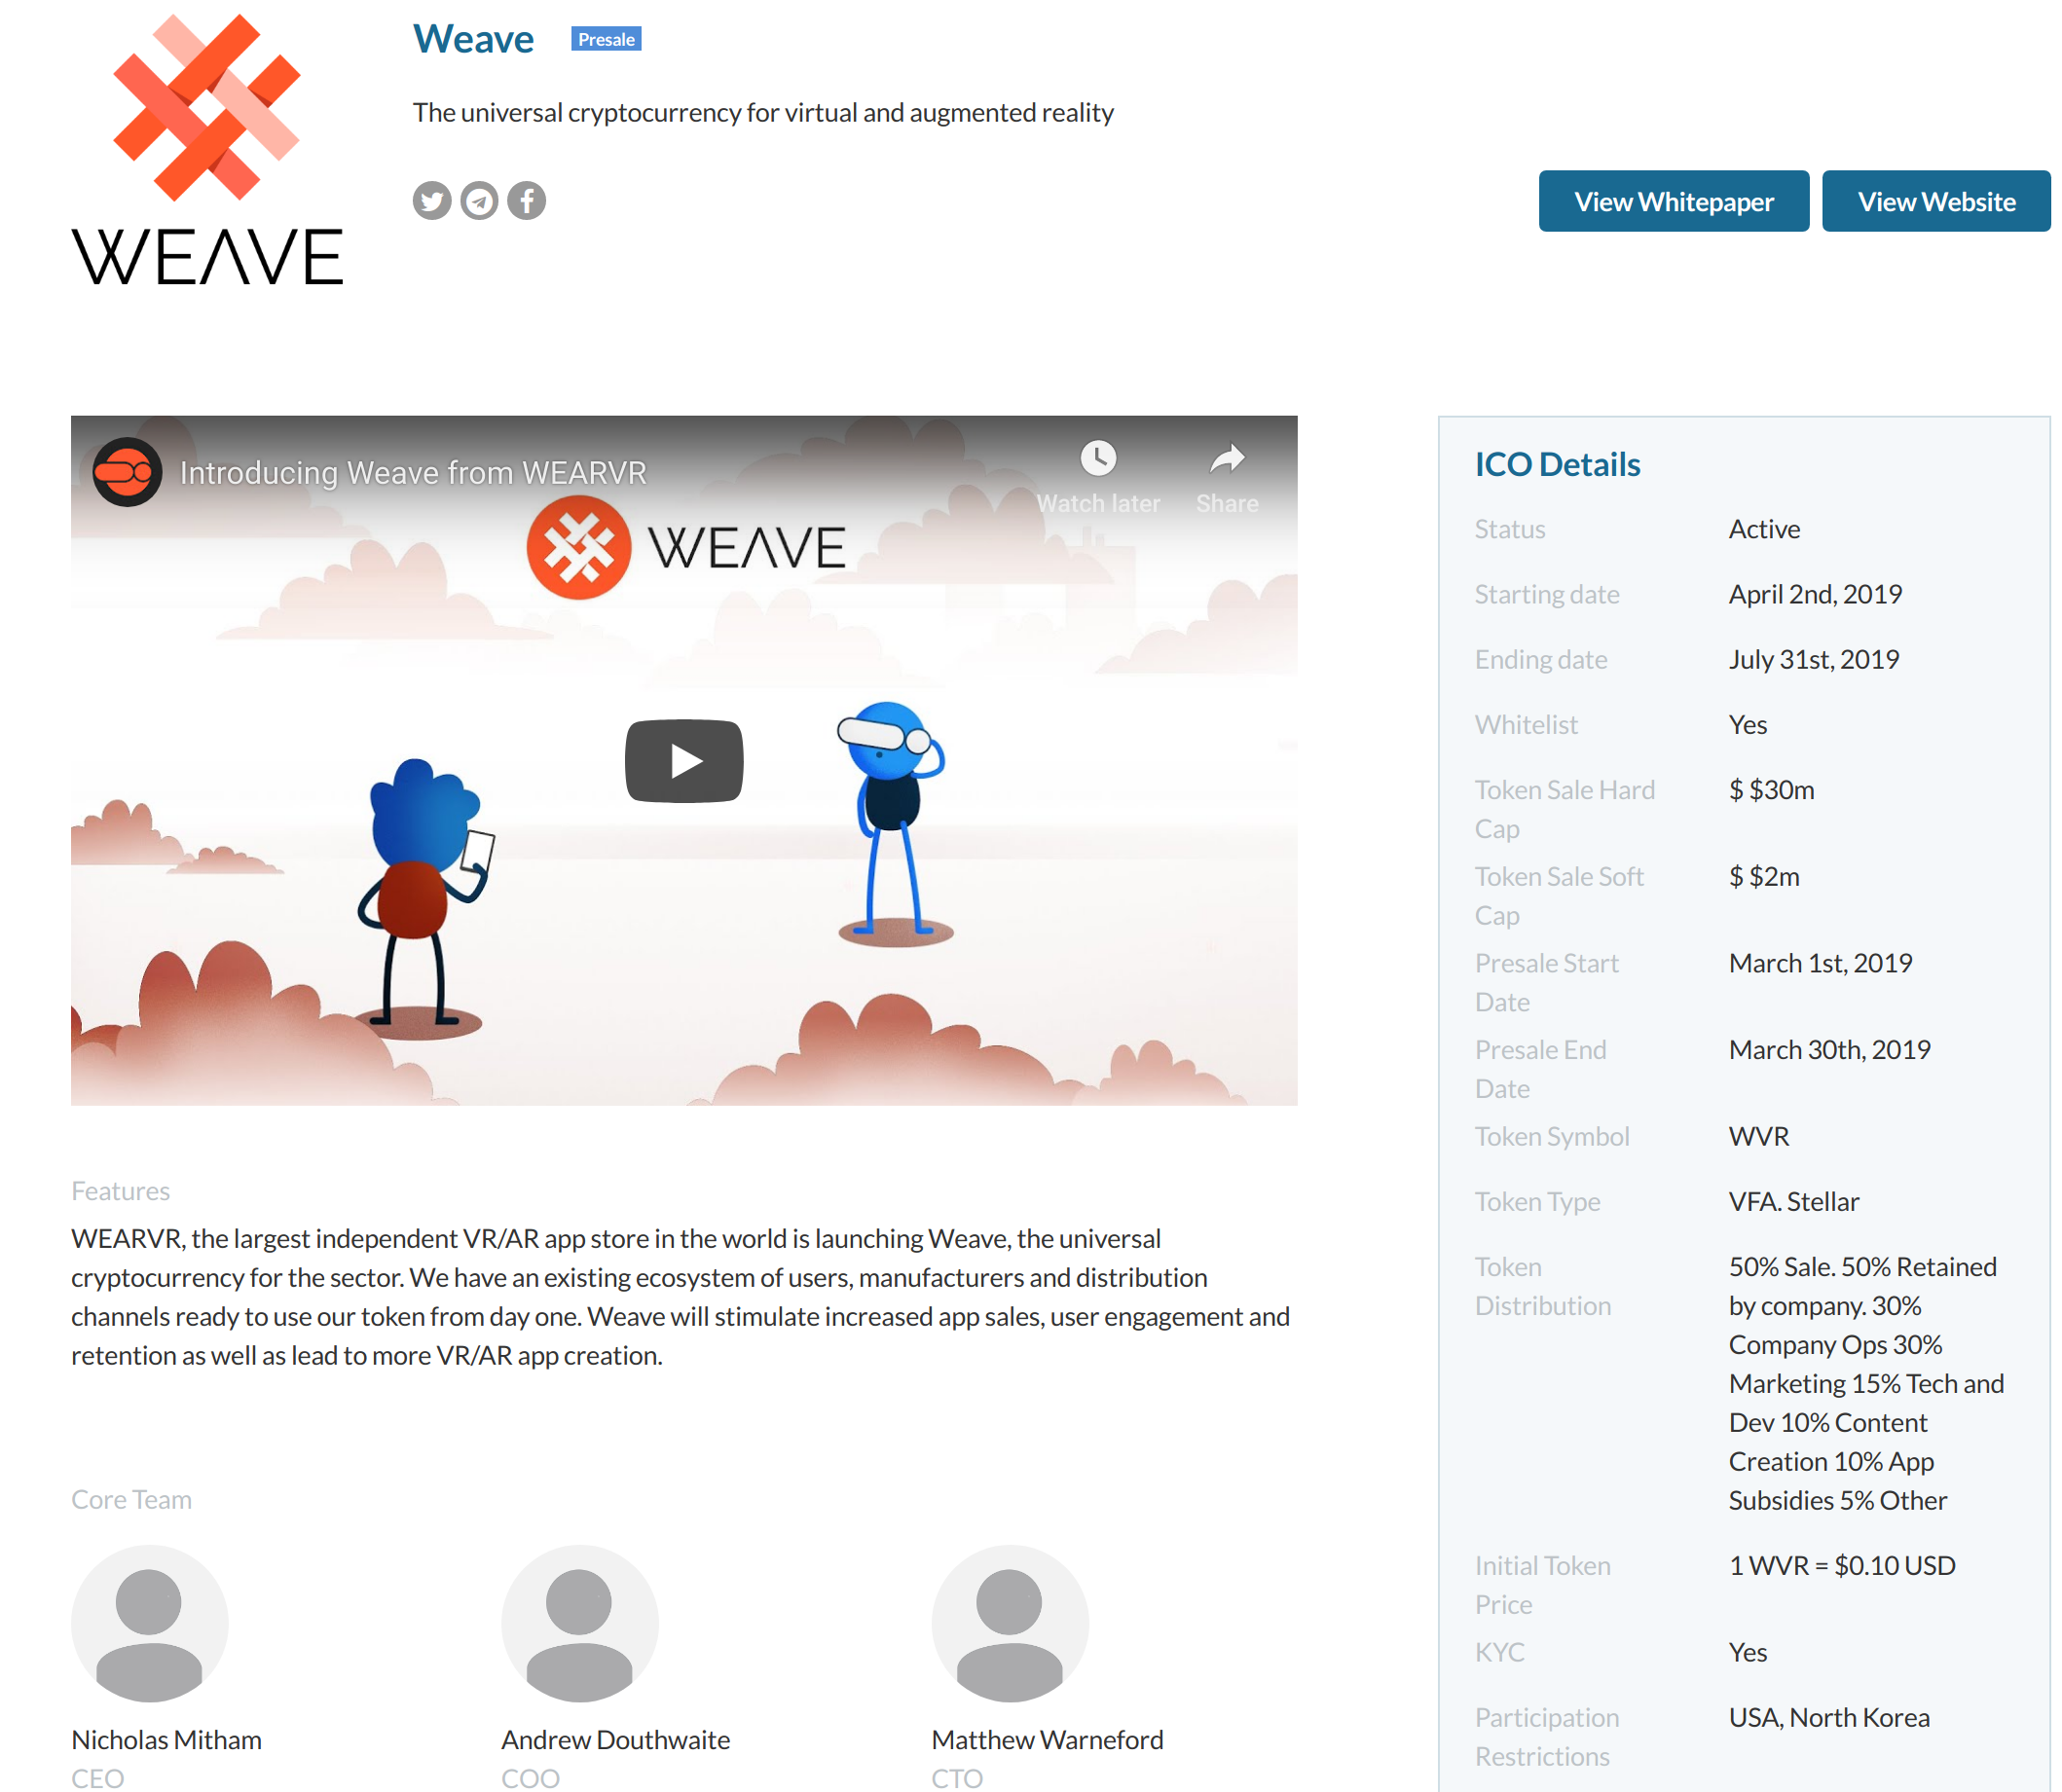 WEAVE
Weave
Presale
The universal cryptocurrency for virtual and augmented reality
View Whitepaper
View Website
Introducing Weave from WEARVR
Watch later
Share
WEAVE
Features
WEARVR, the largest independent VR/AR app store in the world is launching Weave, the universal
cryptocurrency for the sector. We have an existing ecosystem of users, manufacturers and distribution
channels ready to use our token from day one. Weave will stimulate increased app sales, user engagement and
retention as well as lead to more VR/AR app creation.
Core Team
Nicholas Mitham
CEO
Andrew Douthwaite
COO
Matthew Warneford
CTO
ICO Details
Status
Active
Starting date
April 2nd, 2019
Ending date
July 31st, 2019
Whitelist
Yes
Token Sale Hard
Cap
$ $30m
Token Sale Soft
Cap
$ $2m
Presale Start
Date
March 1st, 2019
Presale End
Date
March 30th, 2019
Token Symbol
WVR
Token Type
VFA. Stellar
Token
Distribution
50% Sale. 50% Retained
by company. 30%
Company Ops 30%
Marketing 15% Tech and
Dev 10% Content
Creation 10% App
Subsidies 5% Other
Initial Token
Price
1 WVR = $0.10 USD
KYC
Yes
Participation
Restrictions
USA, North Korea